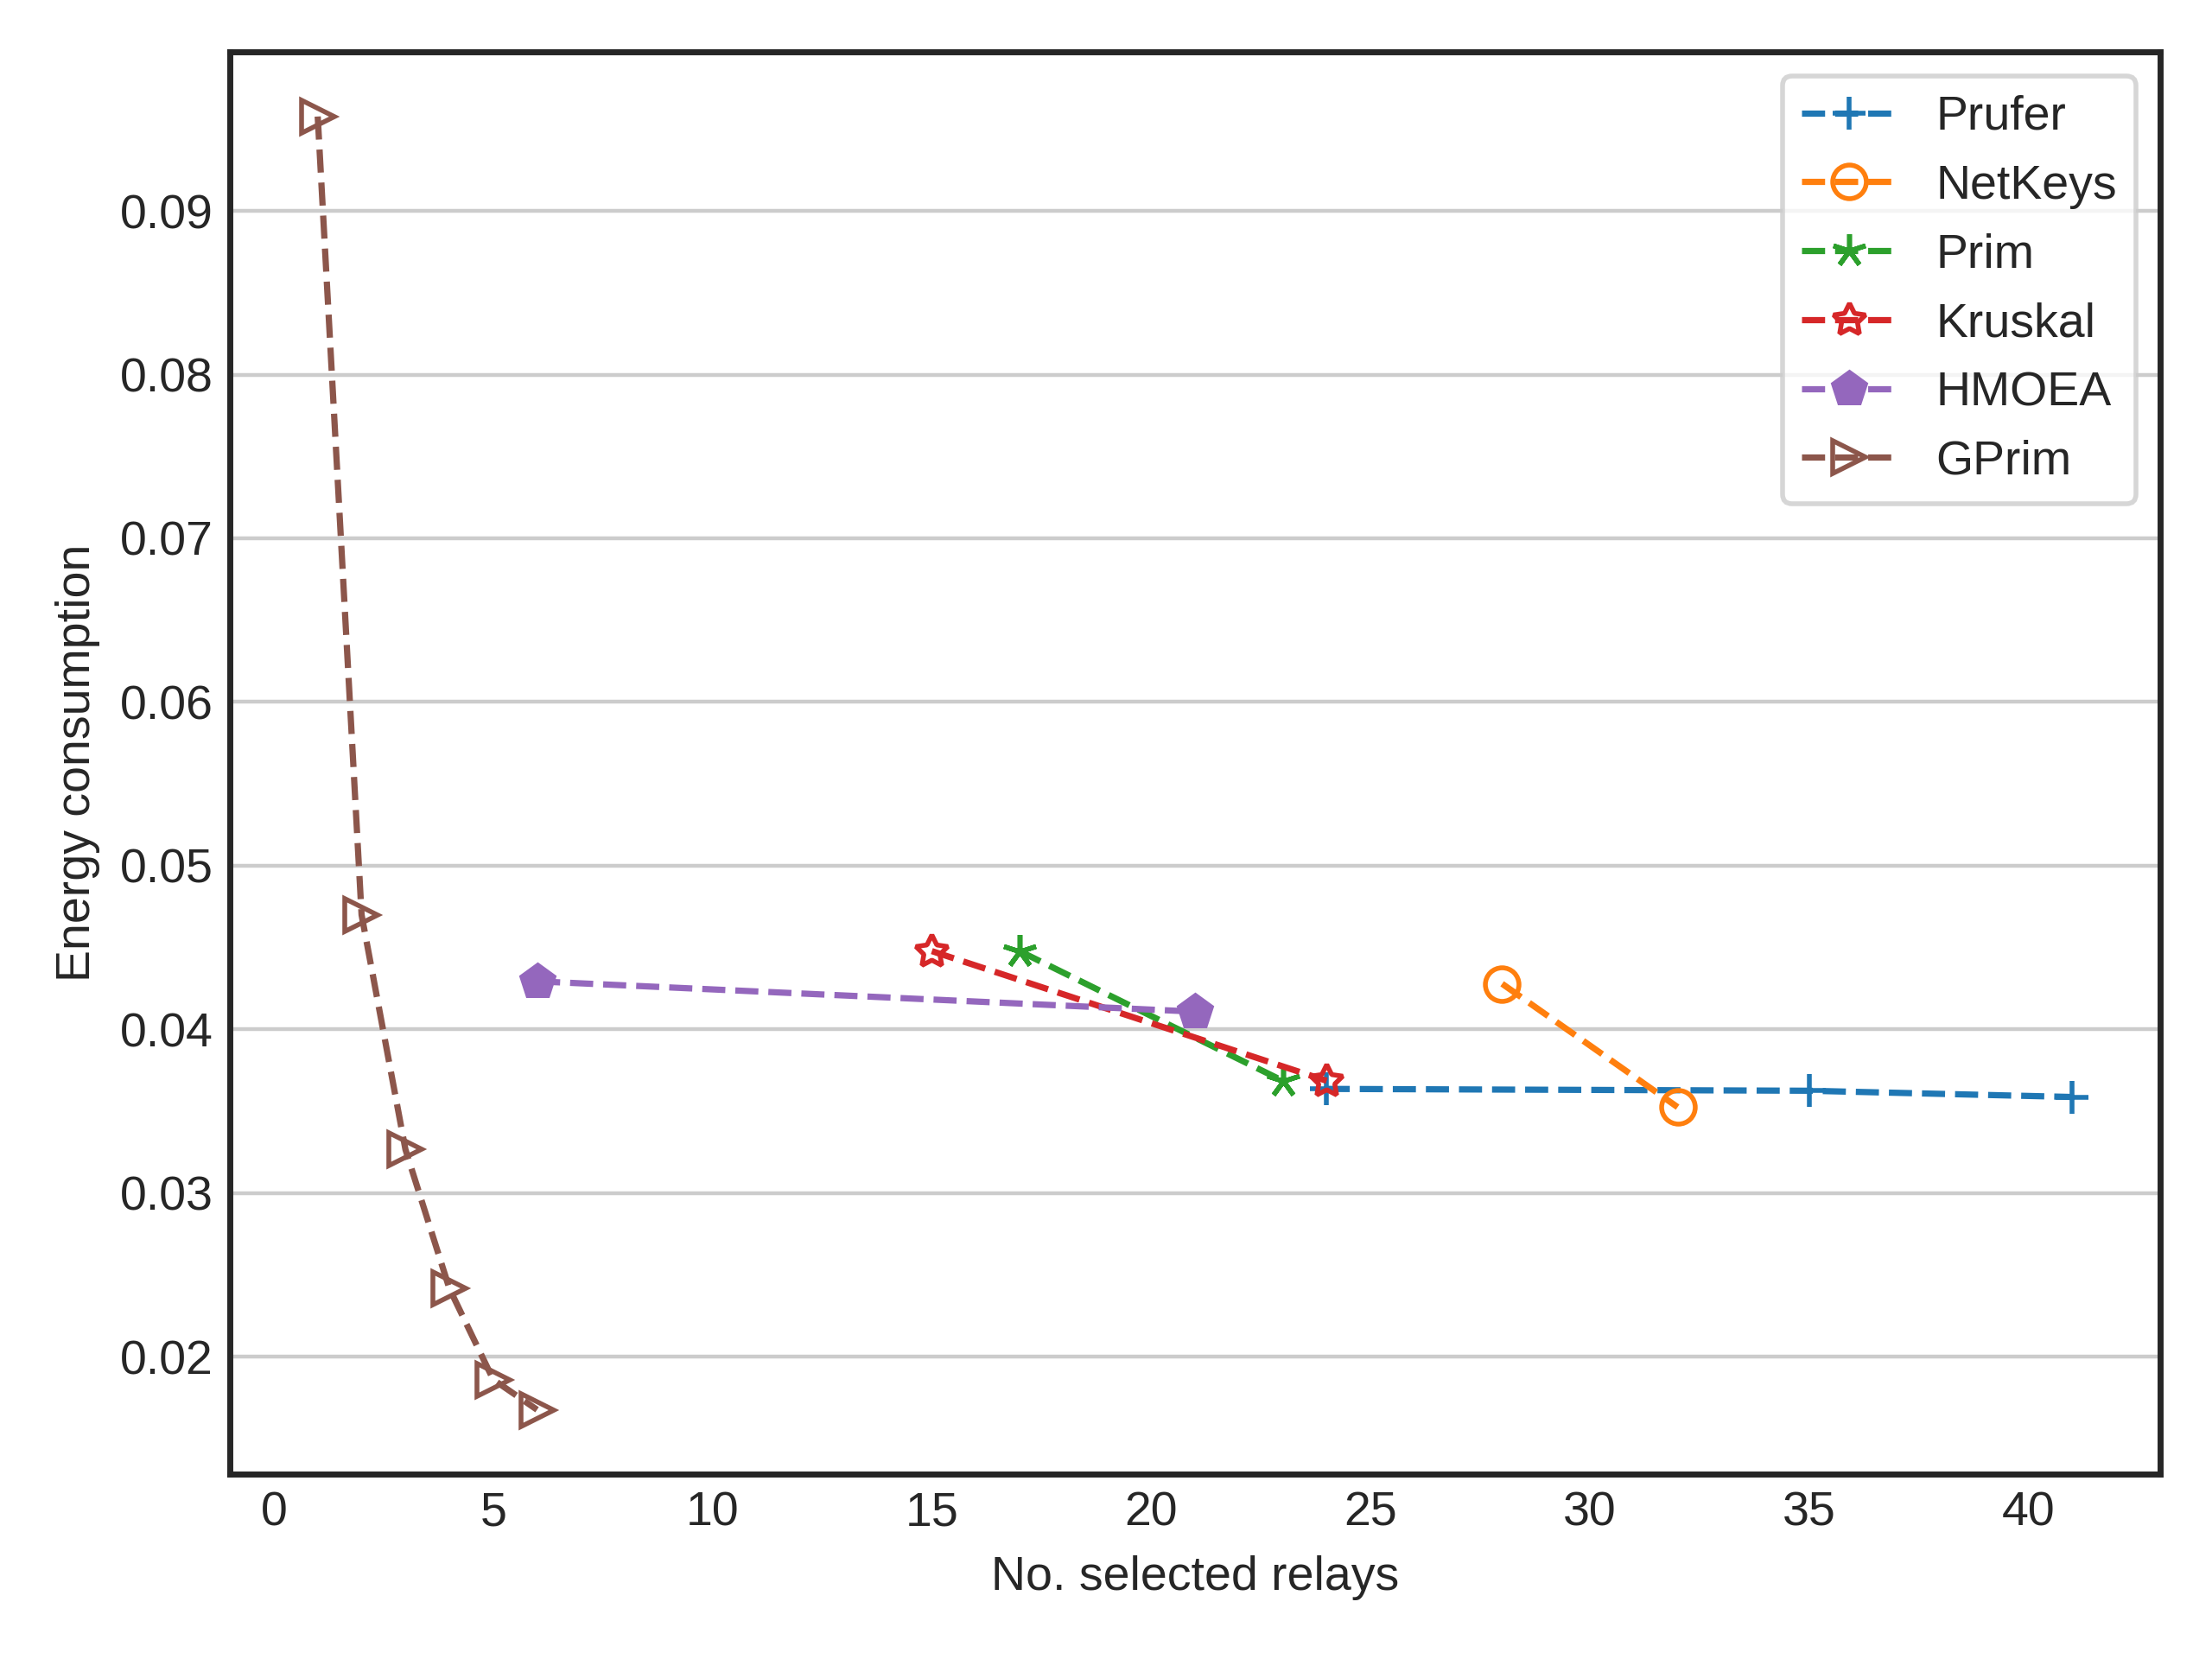 Prufer
NetKeys
Prim
Kruskal
HMOEA
GPrim
0.09
0.08
0.07
0.06
0.05
0.04
0.03
0.02
Energy consumption
0 5 10 15 20 25 30 35 40
No. selected relays